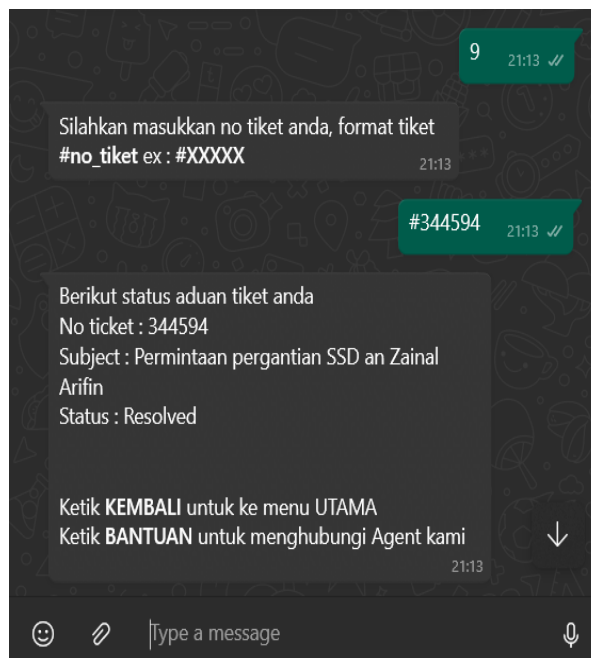 9
21:13
Silahkan masukkan no tiket anda, format tiket
#no_tiket ex : #XXXXX
21:13
#344594
21:13
Berikut status aduan tiket anda
No ticket : 344594
Subject : Permintaan pergantian SSD an Zainal
Arifin
Status : Resolved
Ketik KEMBALI untuk ke menu UTAMA
Ketik BANTUAN untuk menghubungi Agent kami
21:13
Type a message